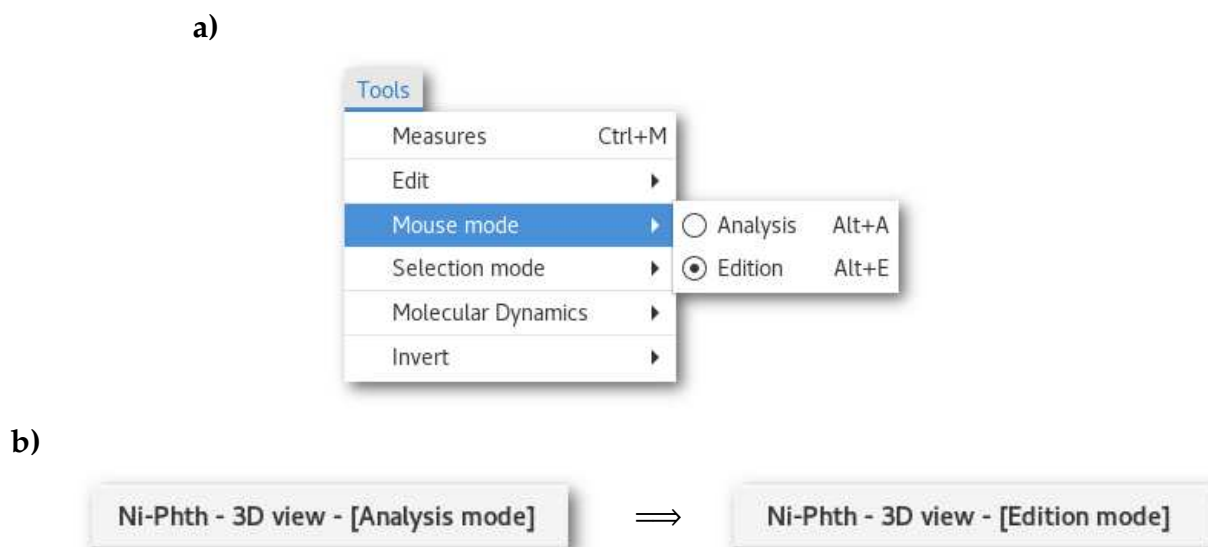 a)
Tools
Measures Ctrl+M
Edit
Mouse mode
Analysis Alt+A
Selection mode
Edition Alt+E
Molecular Dynamics
Invert
b)
Ni-Phth - 3D view - [Analysis mode] ⟹ Ni-Phth - 3D view - [Edition mode]